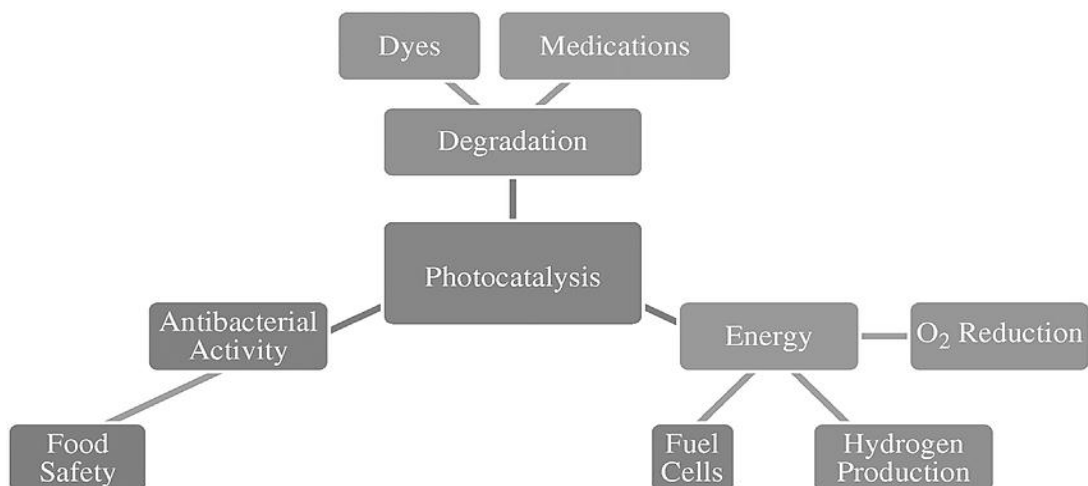 Dyes
Medications
Degradation
Photocatalysis
Antibacterial
Activity
Energy
O₂ Reduction
Food
Safety
Fuel
Cells
Hydrogen
Production